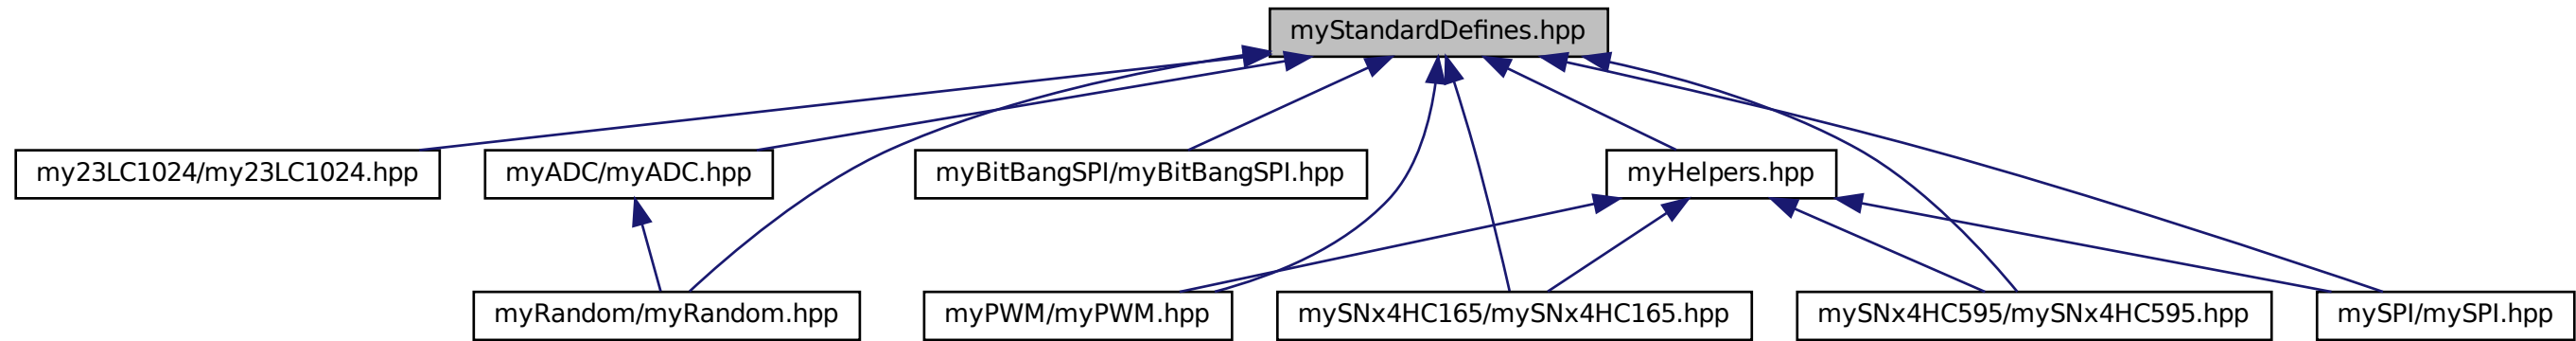 myStandardDefines.hpp
my23LC1024/my23LC1024.hpp
myADC/myADC.hpp
myBitBangSPI/myBitBangSPI.hpp
myHelpers.hpp
myRandom/myRandom.hpp
myPWM/myPWM.hpp
mySNx4HC165/mySNx4HC165.hpp
mySNx4HC595/mySNx4HC595.hpp
mySPI/mySPI.hpp